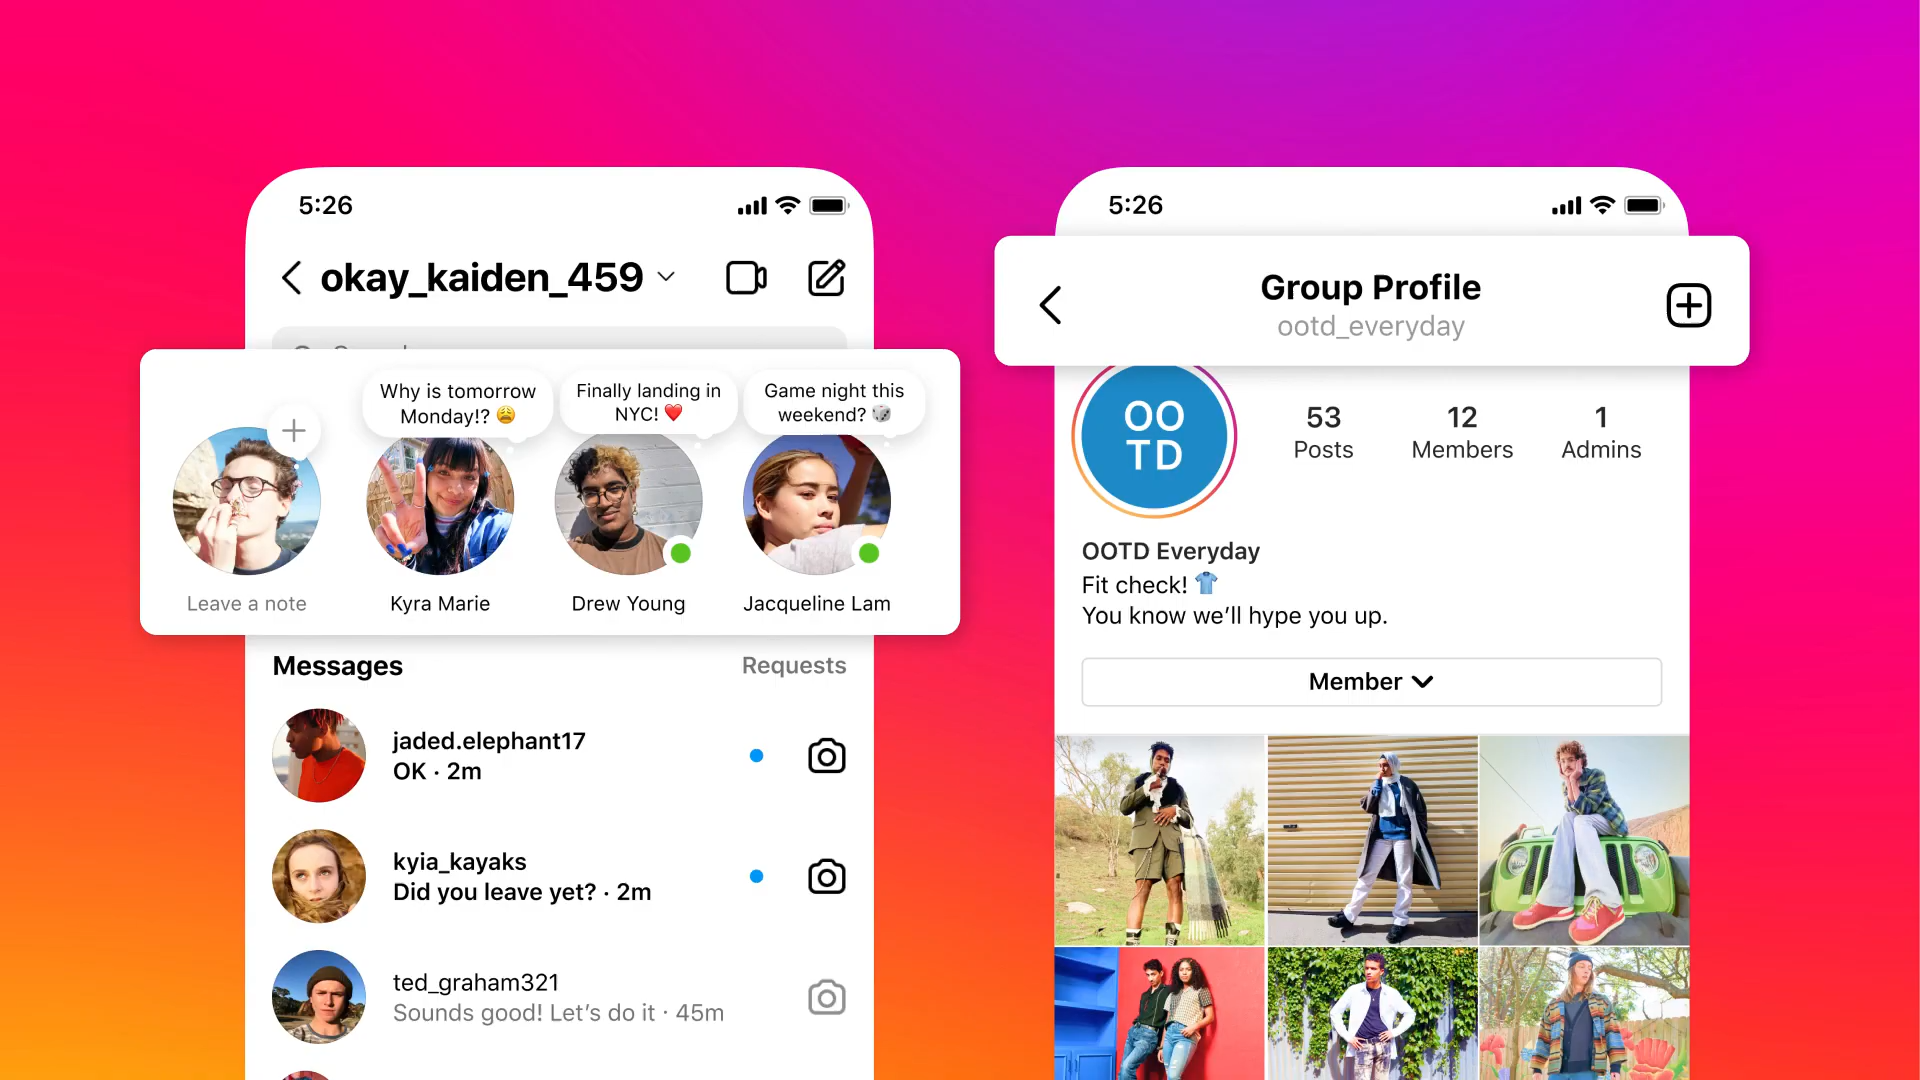 5:26
okay_kaiden_459
Why is tomorrow
Monday!? 😩
Finally landing in
NYC! ❤️
Game night this
weekend? 🎲
Leave a note
Kyra Marie
Drew Young
Jacqueline Lam
Messages
Requests
jaded.elephant17
OK · 2m
kyia_kayaks
Did you leave yet? · 2m
ted_graham321
Sounds good! Let’s do it · 45m
5:26
Group Profile
ootd_everyday
OO
TD
53
Posts
12
Members
1
Admins
OOTD Everyday
Fit check! 👕
You know we’ll hype you up.
Member